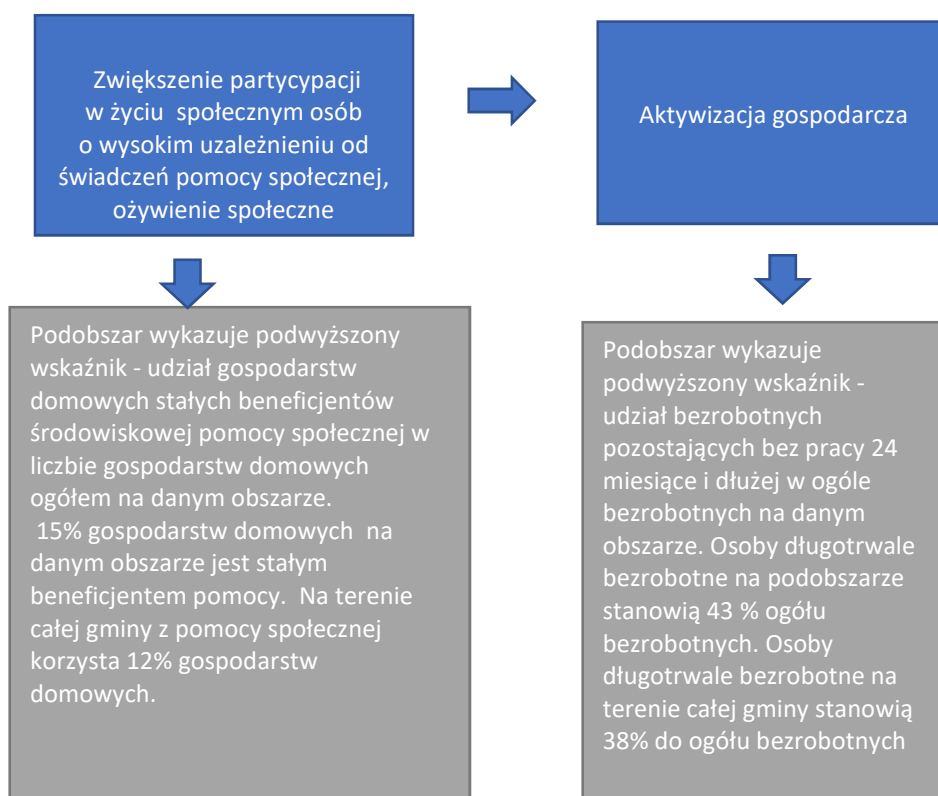 Zwiększenie partycypacji
w życiu społecznym osób
o wysokim uzależnieniu od
świadczeń pomocy społecznej,
ożywienie społeczne
Aktywizacja gospodarcza
Podobszar wykazuje podwyższony
wskaźnik - udział gospodarstw
domowych stałych beneficjentów
środowiskowej pomocy społecznej w
liczbie gospodarstw domowych
ogółem na danym obszarze.
15% gospodarstw domowych na
danym obszarze jest stałym
beneficjentem pomocy. Na terenie
całej gminy z pomocy społecznej
korzysta 12% gospodarstw
domowych.
Podobszar wykazuje
podwyższony wskaźnik -
udział bezrobotnych
pozostających bez pracy 24
miesiące i dłużej w ogóle
bezrobotnych na danym
obszarze. Osoby długotrwale
bezrobotne na podobszarze
stanowią 43 % ogółu
bezrobotnych. Osoby
długotrwale bezrobotne na
terenie całej gminy stanowią
38% do ogółu bezrobotnych